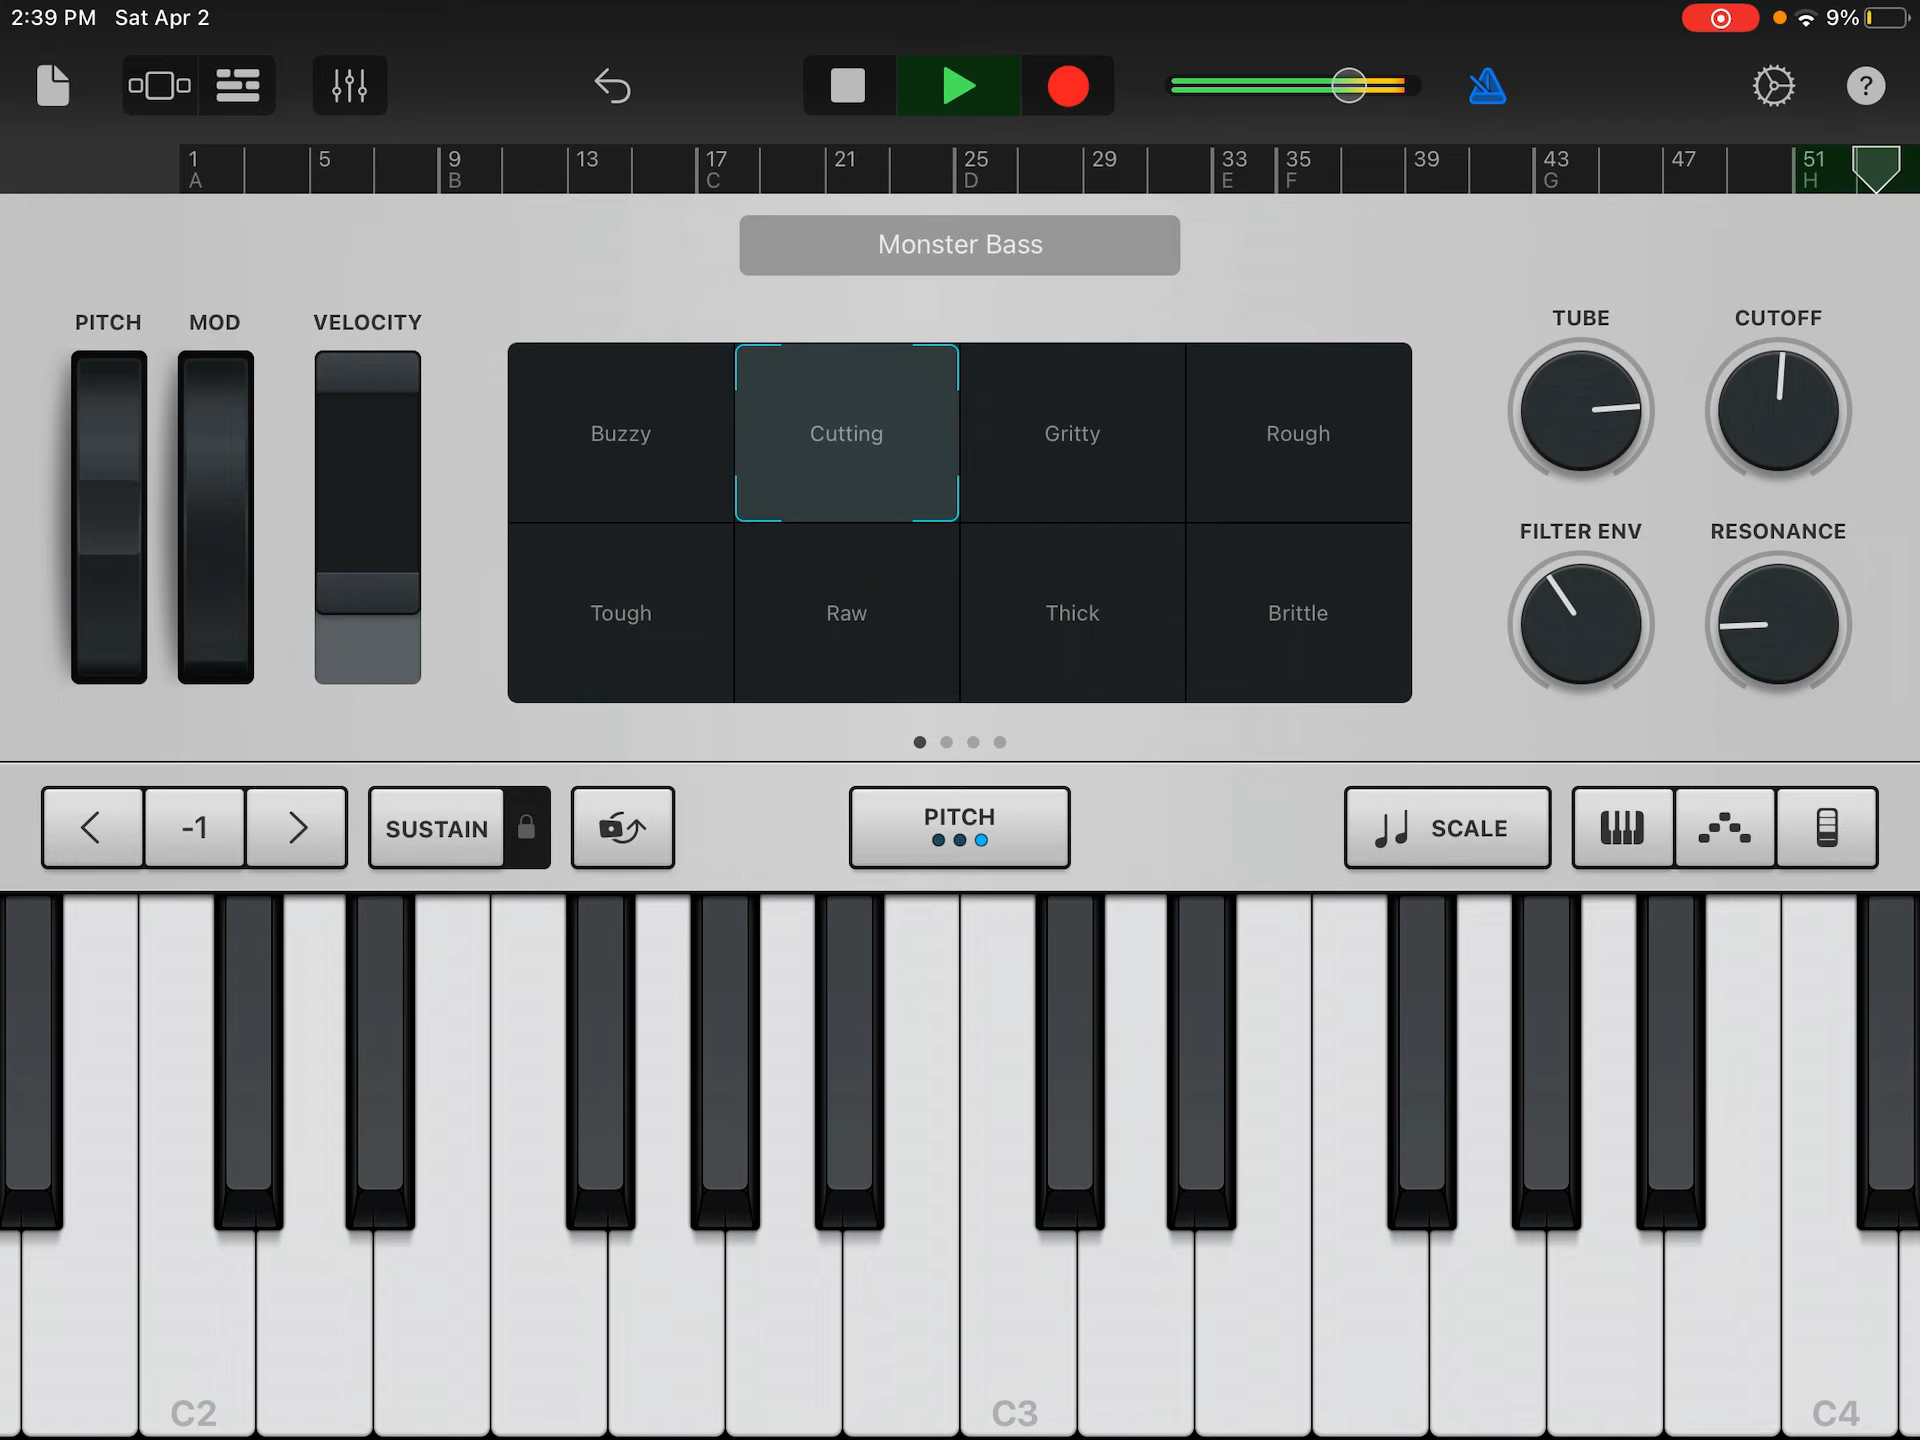 2:39 PM Sat Apr 2
9%
?
1 5 9 13 17 21 25 29 33 35 39 43 47 51
A B C D E F G H
Monster Bass
PITCH MOD VELOCITY
TUBE CUTOFF
Buzzy Cutting Gritty Rough
FILTER ENV RESONANCE
Tough Raw Thick Brittle
-1 SUSTAIN PITCH SCALE
C2 C3 C4